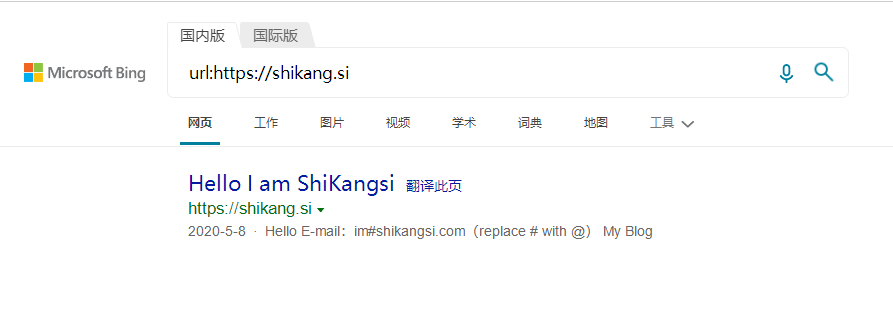 国内版 国际版
Microsoft Bing
url:https://shikang.si
网页 工作 图片 视频 学术 词典 地图 工具
Hello I am ShiKangsi 翻译此页
https://shikang.si
2020-5-8 · Hello E-mail：im#shikangsi.com（replace # with @） My Blog